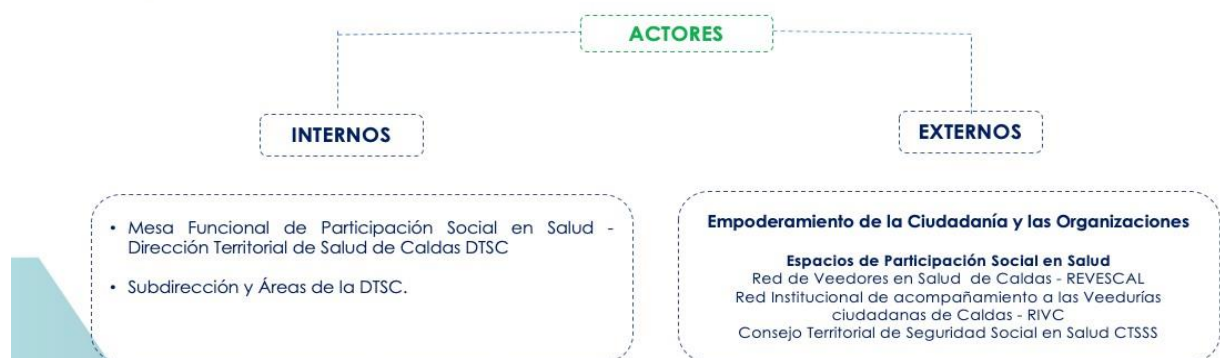 ACTORES
INTERNOS
EXTERNOS
• Mesa Funcional de Participación Social en Salud -
Dirección Territorial de Salud de Caldas DTSC
• Subdirección y Áreas de la DTSC.
Empoderamiento de la Ciudadanía y las Organizaciones
Espacios de Participación Social en Salud
Red de Veedores en Salud de Caldas - REVESCAL
Red Institucional de acompañamiento a las Veedurías
ciudadanas de Caldas - RIVC
Consejo Territorial de Seguridad Social en Salud CTSSS